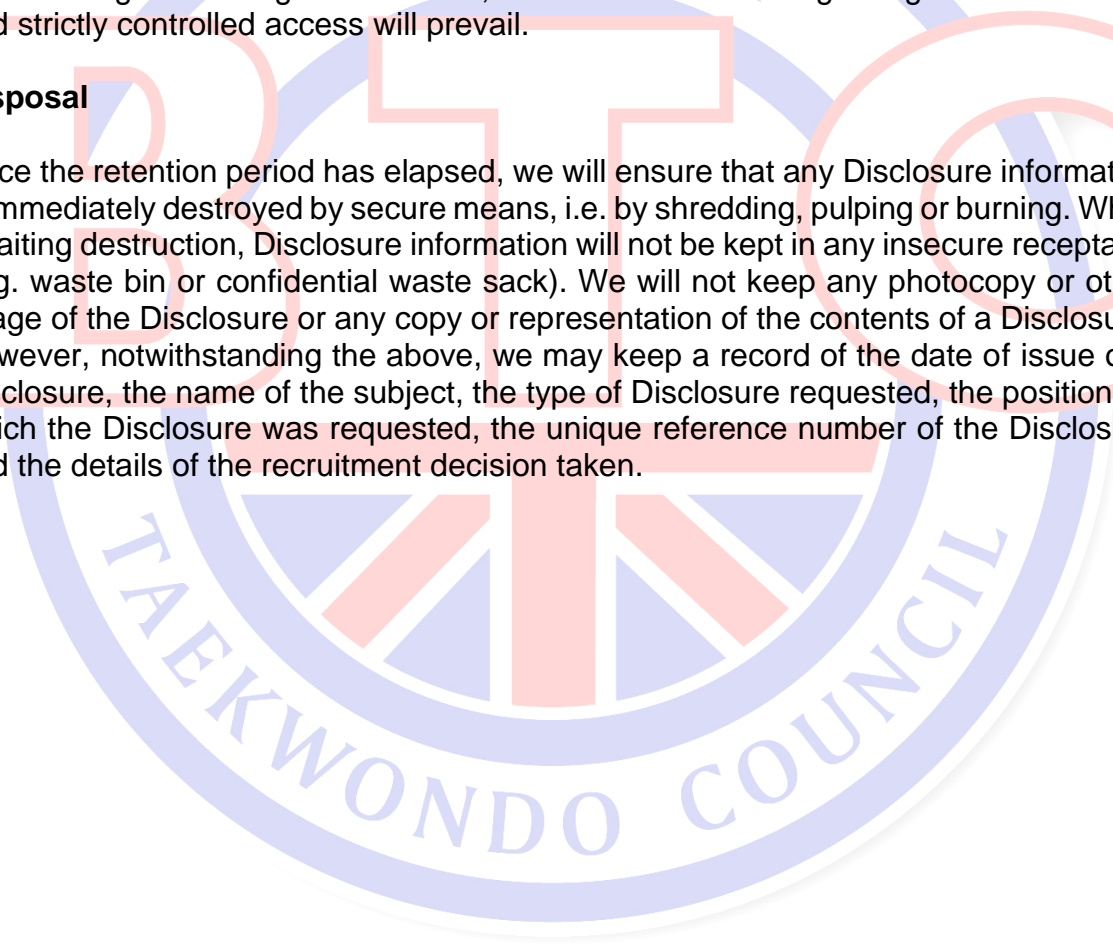 d strictly controlled access will prevail.
sposal
ce the retention period has elapsed, we will ensure that any Disclosure informat
mmediately destroyed by secure means, i.e. by shredding, pulping or burning. Wh
aiting destruction, Disclosure information will not be kept in any insecure recepta
g. waste bin or confidential waste sack). We will not keep any photocopy or ot
age of the Disclosure or any copy or representation of the contents of a Disclosu
wever, notwithstanding the above, we may keep a record of the date of issue o
closure, the name of the subject, the type of Disclosure requested, the position
ich the Disclosure was requested, the unique reference number of the Disclos
d the details of the recruitment decision taken.
BTC
TAEKWONDO COUNCIL